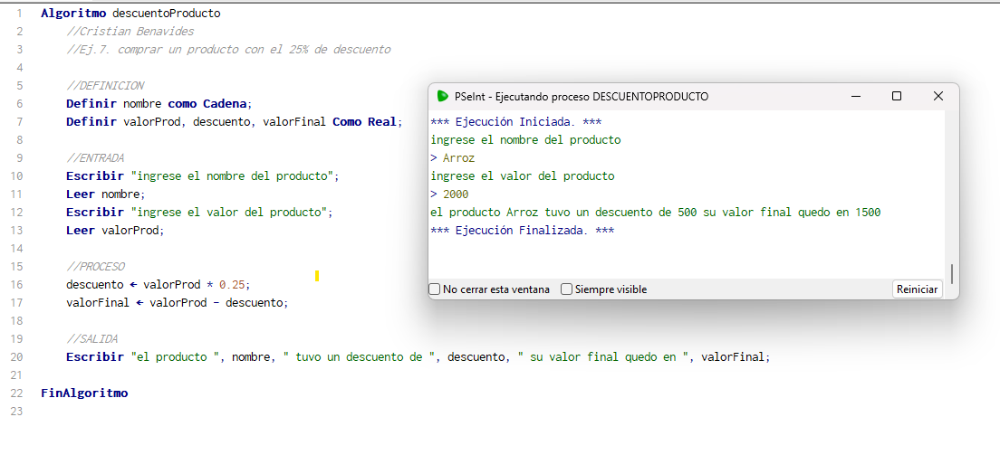 1 Algoritmo descuentoProducto
2 //Cristian Benavides
3 //Ej.7. comprar un producto con el 25% de descuento
4
5 //DEFINICION
6 Definir nombre como Cadena;
7 Definir valorProd, descuento, valorFinal Como Real;
8
9 //ENTRADA
10 Escribir "ingrese el nombre del producto";
11 Leer nombre;
12 Escribir "ingrese el valor del producto";
13 Leer valorProd;
14
15 //PROCESO
16 descuento ← valorProd * 0.25;
17 valorFinal ← valorProd - descuento;
18
19 //SALIDA
20 Escribir "el producto ", nombre, " tuvo un descuento de ", descuento, " su valor final quedo en ", valorFinal;
21
22 FinAlgoritmo
23
PSeInt - Ejecutando proceso DESCUENTOPRODUCTO
*** Ejecución Iniciada. ***
ingrese el nombre del producto
> Arroz
ingrese el valor del producto
> 2000
el producto Arroz tuvo un descuento de 500 su valor final quedo en 1500
*** Ejecución Finalizada. ***
No cerrar esta ventana Siempre visible Reiniciar